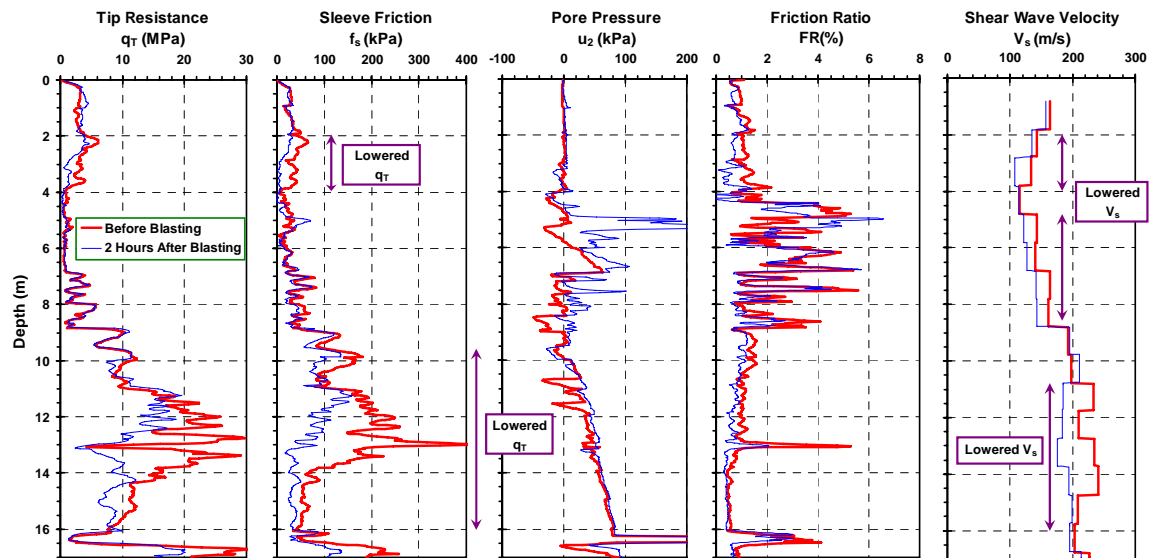 Tip Resistance
qT (MPa)
0 10 20 30
Sleeve Friction
fs (kPa)
0 100 200 300 400
Pore Pressure
u2 (kPa)
-100 0 100 200
Friction Ratio
FR(%)
0 2 4 6 8
Shear Wave Velocity
Vs (m/s)
0 100 200 300
Depth (m)
0
2
4
6
8
10
12
14
16
Before Blasting
2 Hours After Blasting
Lowered
qT
Lowered
qT
Lowered
Vs
Lowered Vs